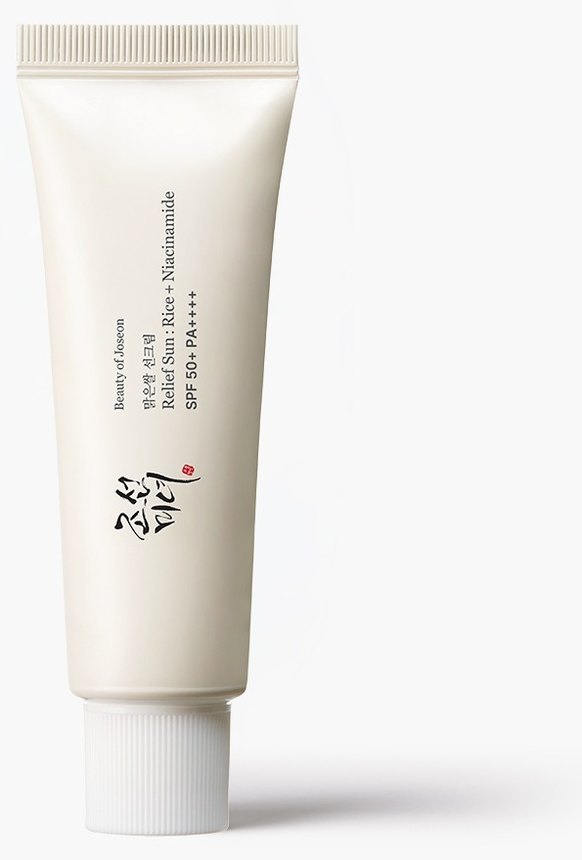 Beauty of Joseon
맑은쌀 선크림
Relief Sun : Rice + Niacinamide
SPF 50+ PA++++
조선
미녀